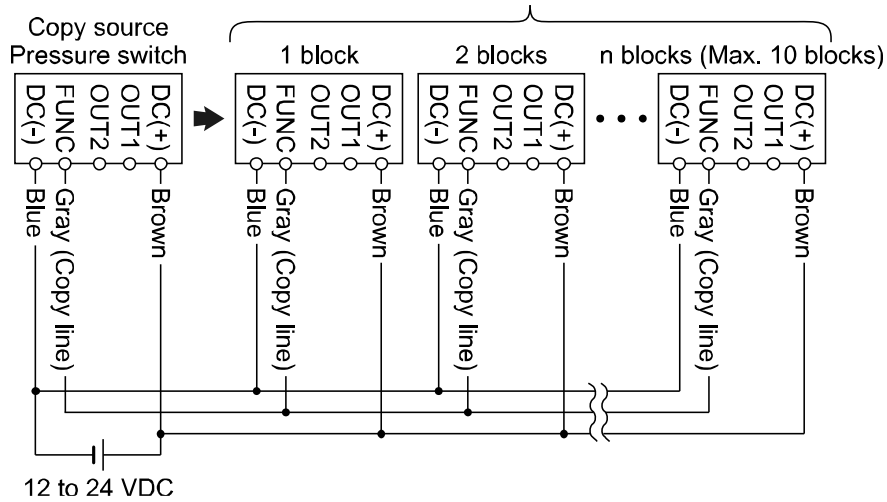 Copy source
Pressure switch
1 block
2 blocks
n blocks (Max. 10 blocks)
DC(-)
FUNC
OUT2
OUT1
DC(+)
DC(-)
FUNC
OUT2
OUT1
DC(+)
DC(-)
FUNC
OUT2
OUT1
DC(+)
DC(-)
FUNC
OUT2
OUT1
DC(+)
Blue
Gray (Copy line)
Brown
Blue
Gray (Copy line)
Brown
Blue
Gray (Copy line)
Brown
Blue
Gray (Copy line)
Brown
12 to 24 VDC